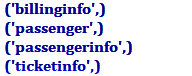 ('billinginfo',)
('passenger',)
('passengerinfo',)
('ticketinfo',)